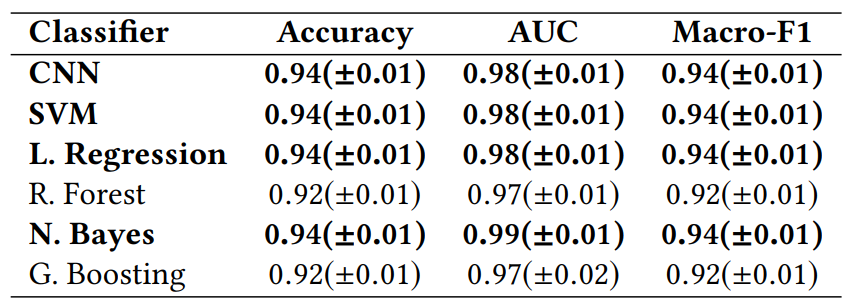 Classifier Accuracy AUC Macro-F1
CNN 0.94(±0.01) 0.98(±0.01) 0.94(±0.01)
SVM 0.94(±0.01) 0.98(±0.01) 0.94(±0.01)
L. Regression 0.94(±0.01) 0.98(±0.01) 0.94(±0.01)
R. Forest 0.92(±0.01) 0.97(±0.01) 0.92(±0.01)
N. Bayes 0.94(±0.01) 0.99(±0.01) 0.94(±0.01)
G. Boosting 0.92(±0.01) 0.97(±0.02) 0.92(±0.01)